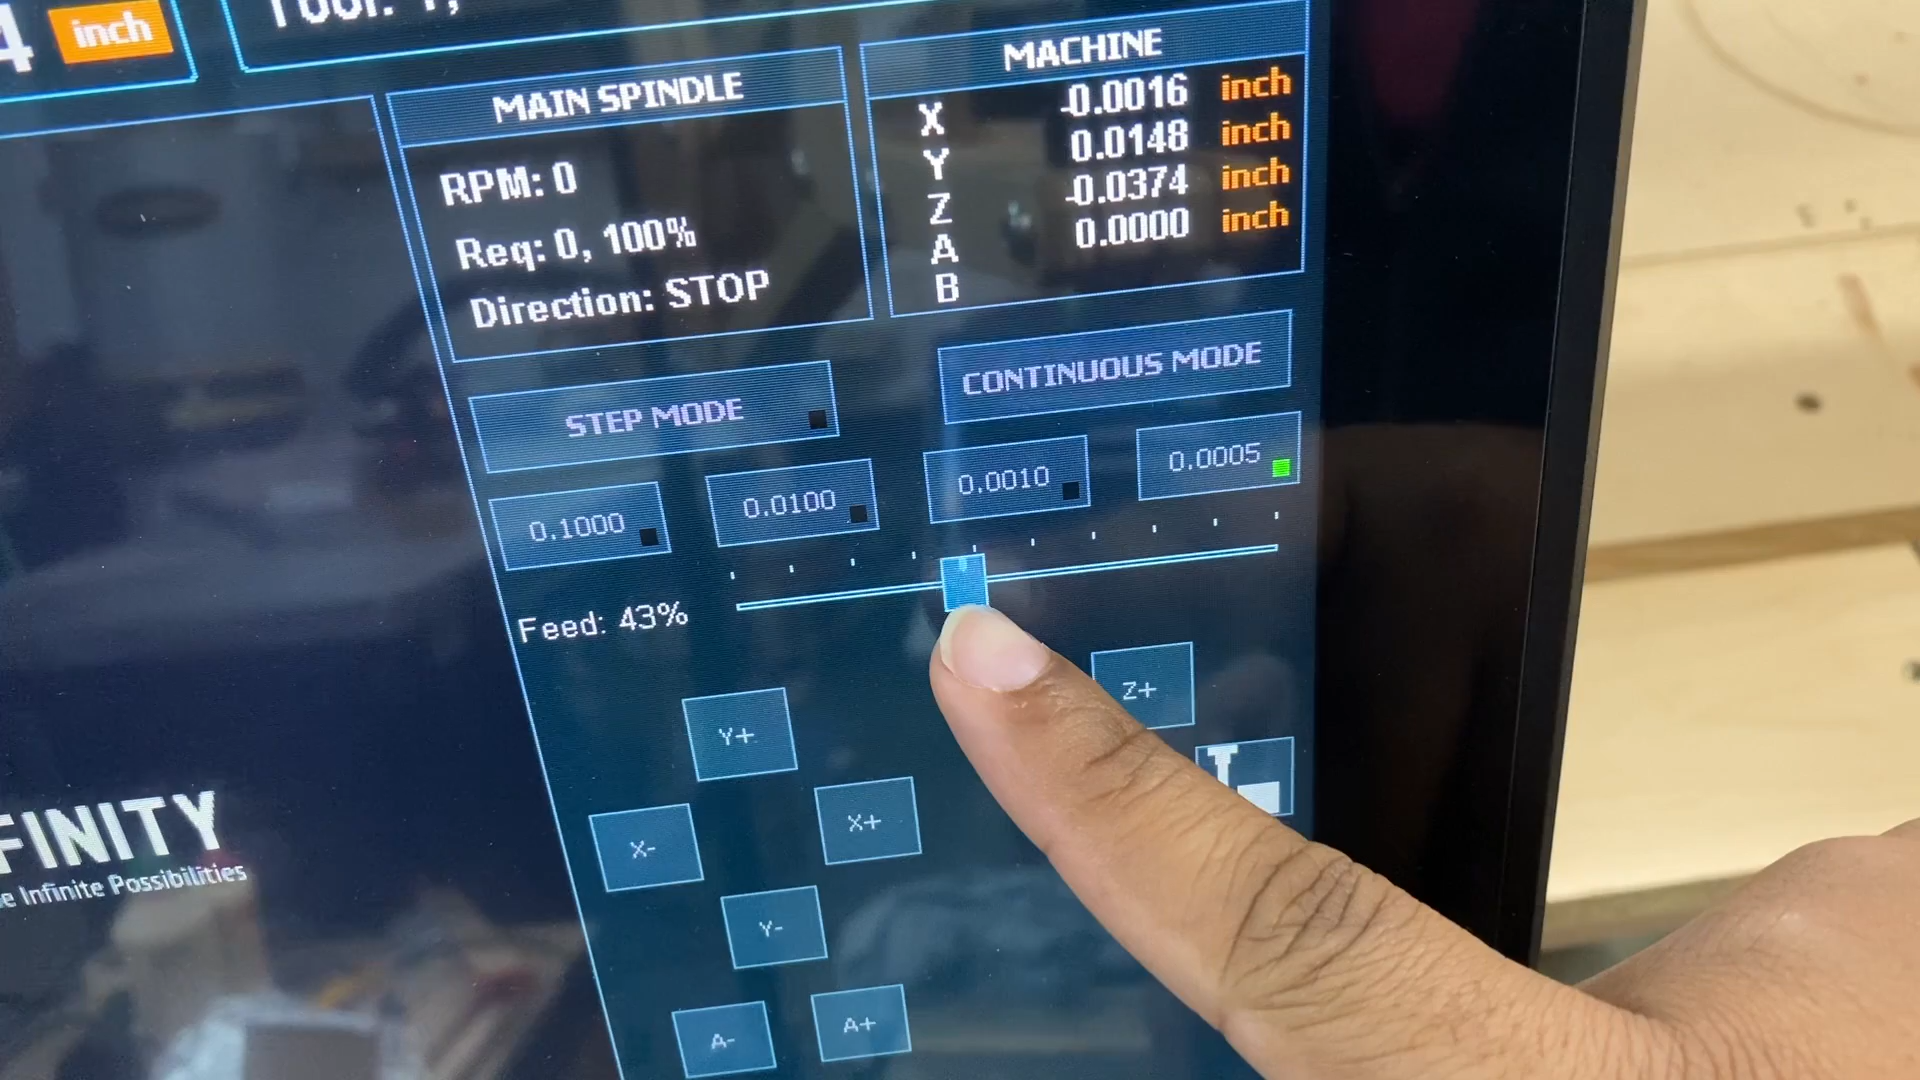 4 inch
Tool: 1,
MAIN SPINDLE
RPM: 0
Req: 0, 100%
Direction: STOP
MACHINE
X -0.0016 inch
Y 0.0148 inch
Z -0.0374 inch
A 0.0000 inch
B
STEP MODE
CONTINUOUS MODE
0.1000 0.0100 0.0010 0.0005
Feed: 43%
Z+
Y+
X- X+
Y-
A- A+
FINITY
e Infinite Possibilities